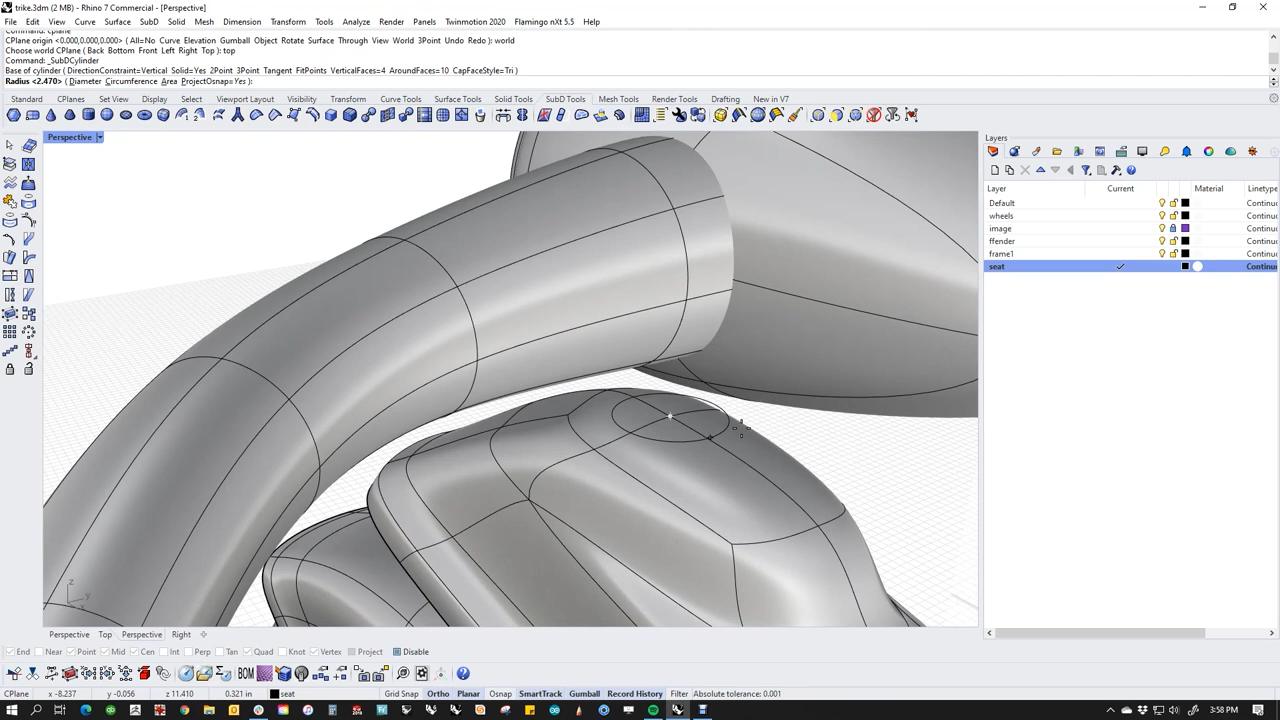 trike.3dm (2 MB) - Rhino 7 Commercial - [Perspective]
File Edit View Curve Surface SubD Solid Mesh Dimension Transform Tools Analyze Render Panels Twinmotion 2020 Flamingo nXt 5.5 Window Help
CPlane origin <0.000,0.000,0.000> ( All=No Curve Elevation Gumball Object Rotate Surface Through View World 3Point Undo Redo ): world
Choose world CPlane ( Back Bottom Front Left Right Top ): top
Command: _SubDCylinder
Base of cylinder ( DirectionConstraint=Vertical Solid=Yes 2Point 3Point Tangent FitPoints VerticalFaces=4 AroundFaces=10 CapFaceStyle=Tri )
Radius <2.470> ( Diameter Circumference Area ProjectOsnap=Yes ):
Standard CPlanes Set View Display Select Viewport Layout Visibility Transform Curve Tools Surface Tools Solid Tools SubD Tools Mesh Tools Render Tools Drafting New in V7
Perspective
Layers
Layer Current Material Linetype
Default Continuc
wheels Continuc
image Continuc
ffender Continuc
frame1 Continuc
seat Continuc
z
y
x
Perspective Top Perspective Right
End Near Point Mid Cen Int Perp Tan Quad Knot Vertex Project Disable
BOM
CPlane x -8.237 y -0.056 z 11.410 0.321 in seat Grid Snap Ortho Planar Osnap SmartTrack Gumball Record History Filter Absolute tolerance: 0.001
3:58 PM